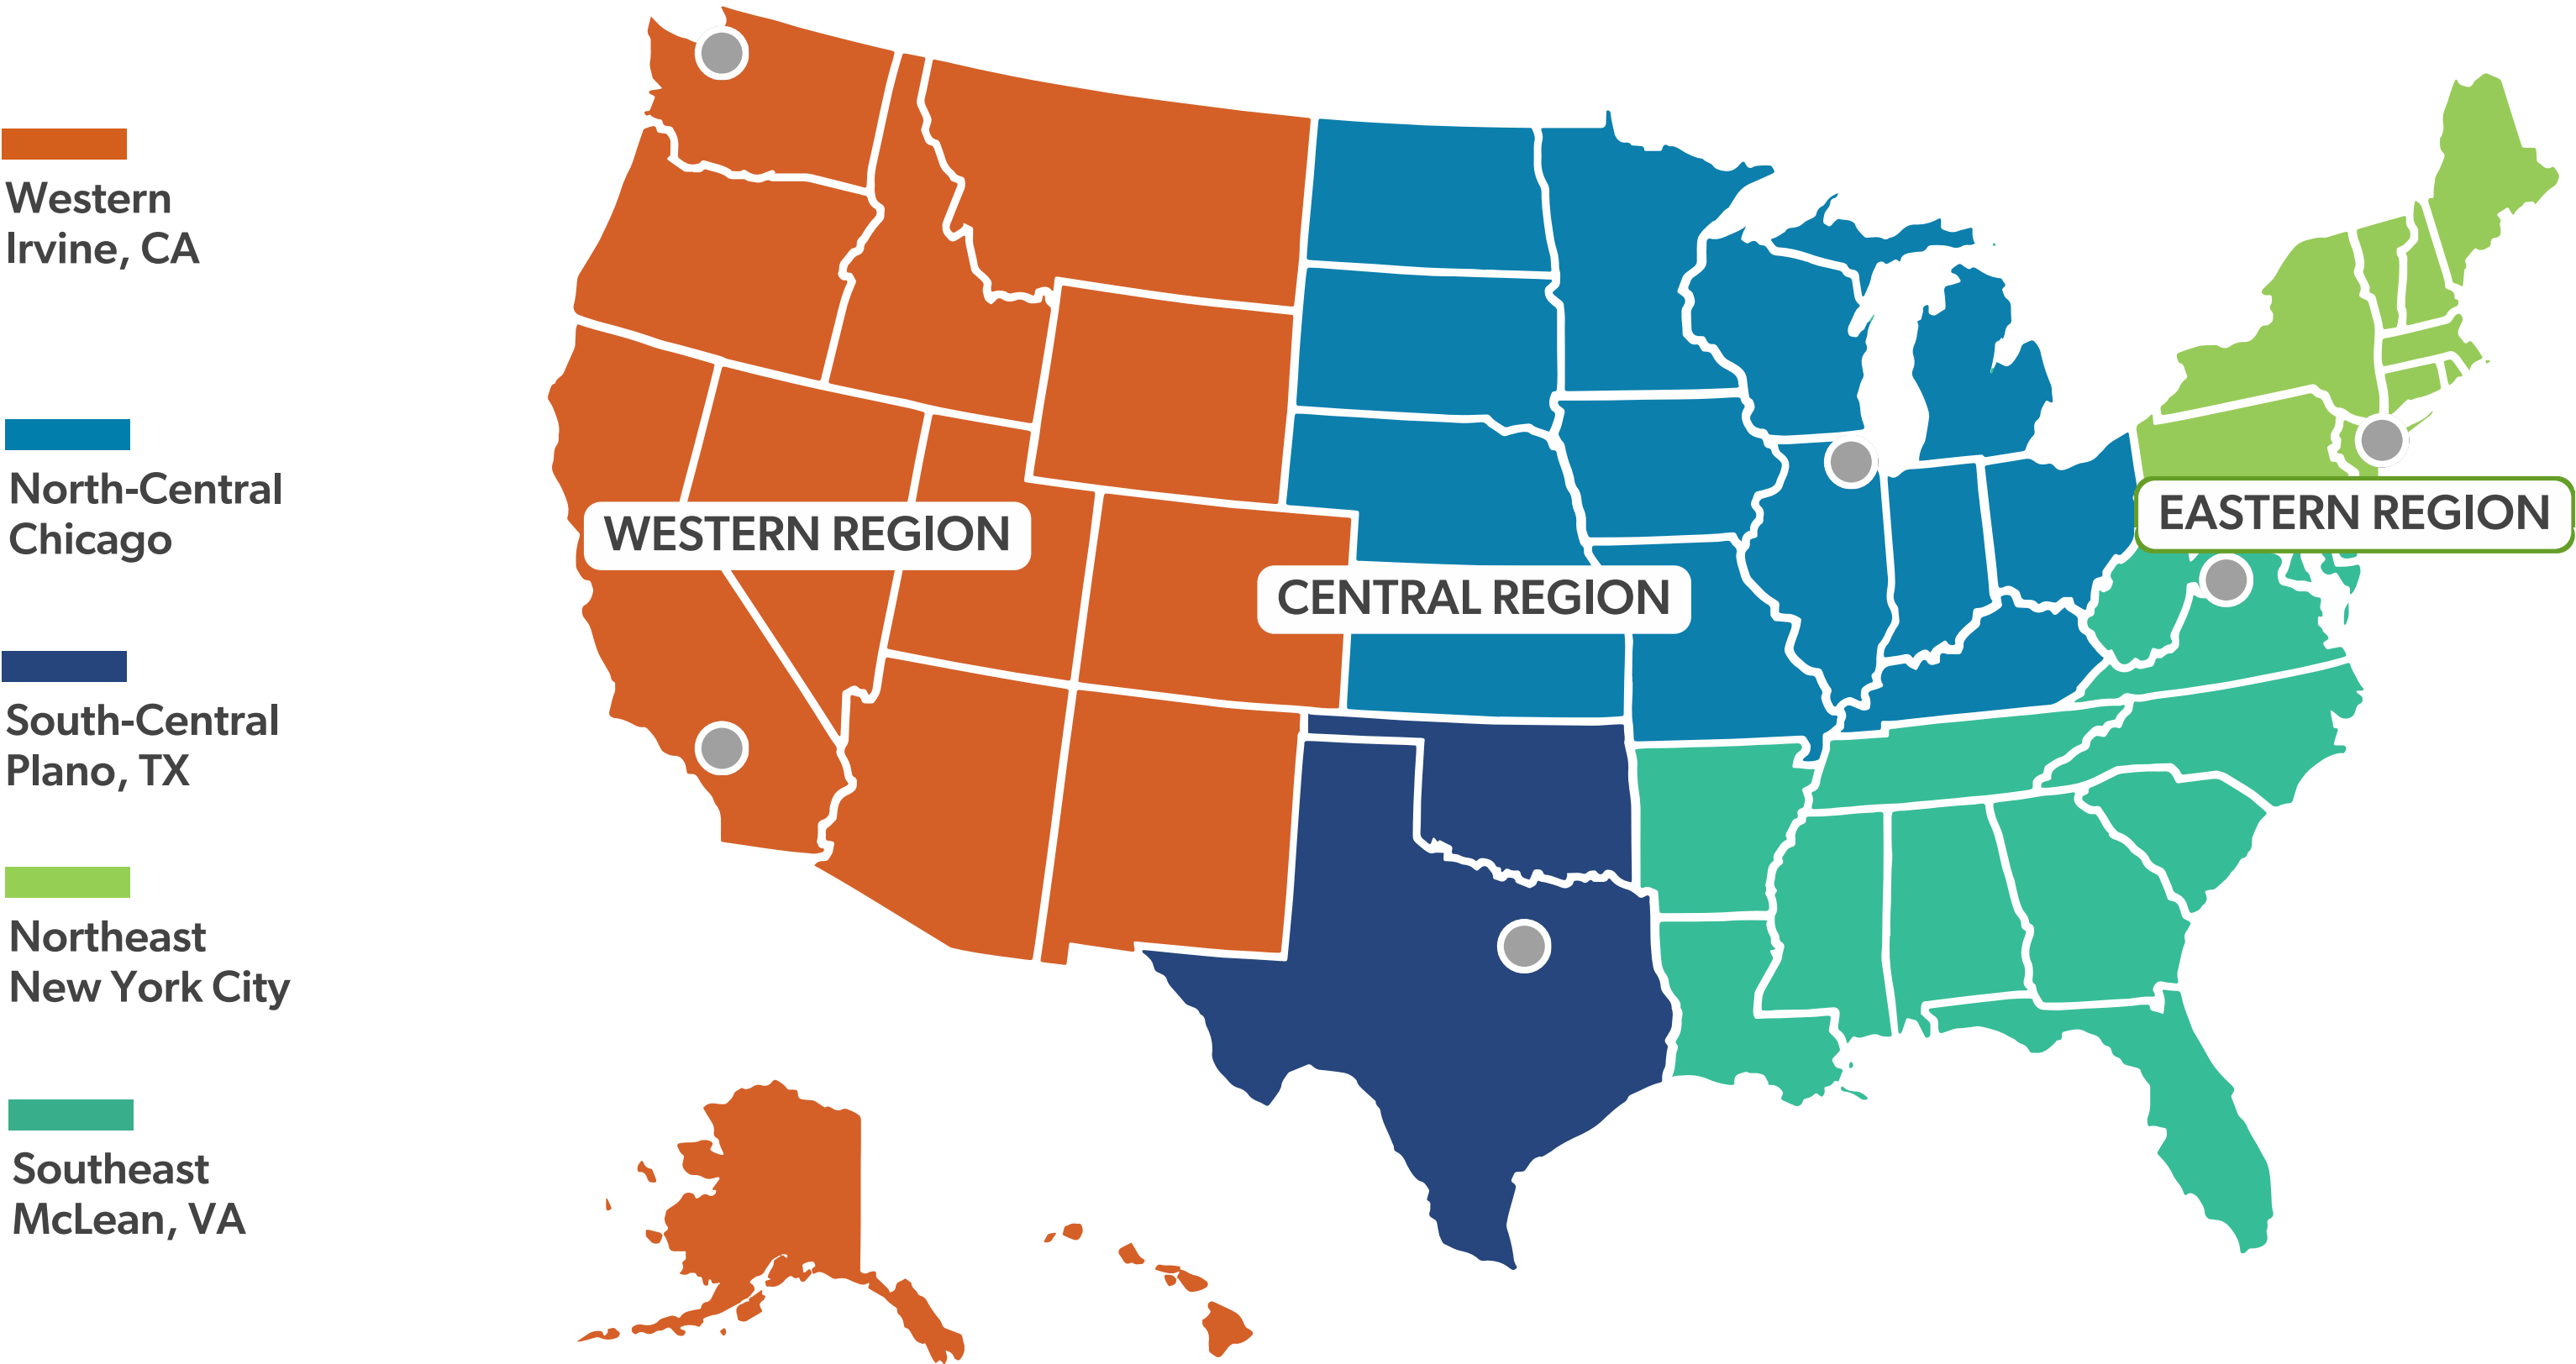 Western
Irvine, CA
North-Central
Chicago
South-Central
Plano, TX
Northeast
New York City
Southeast
McLean, VA
WESTERN REGION
CENTRAL REGION
EASTERN REGION